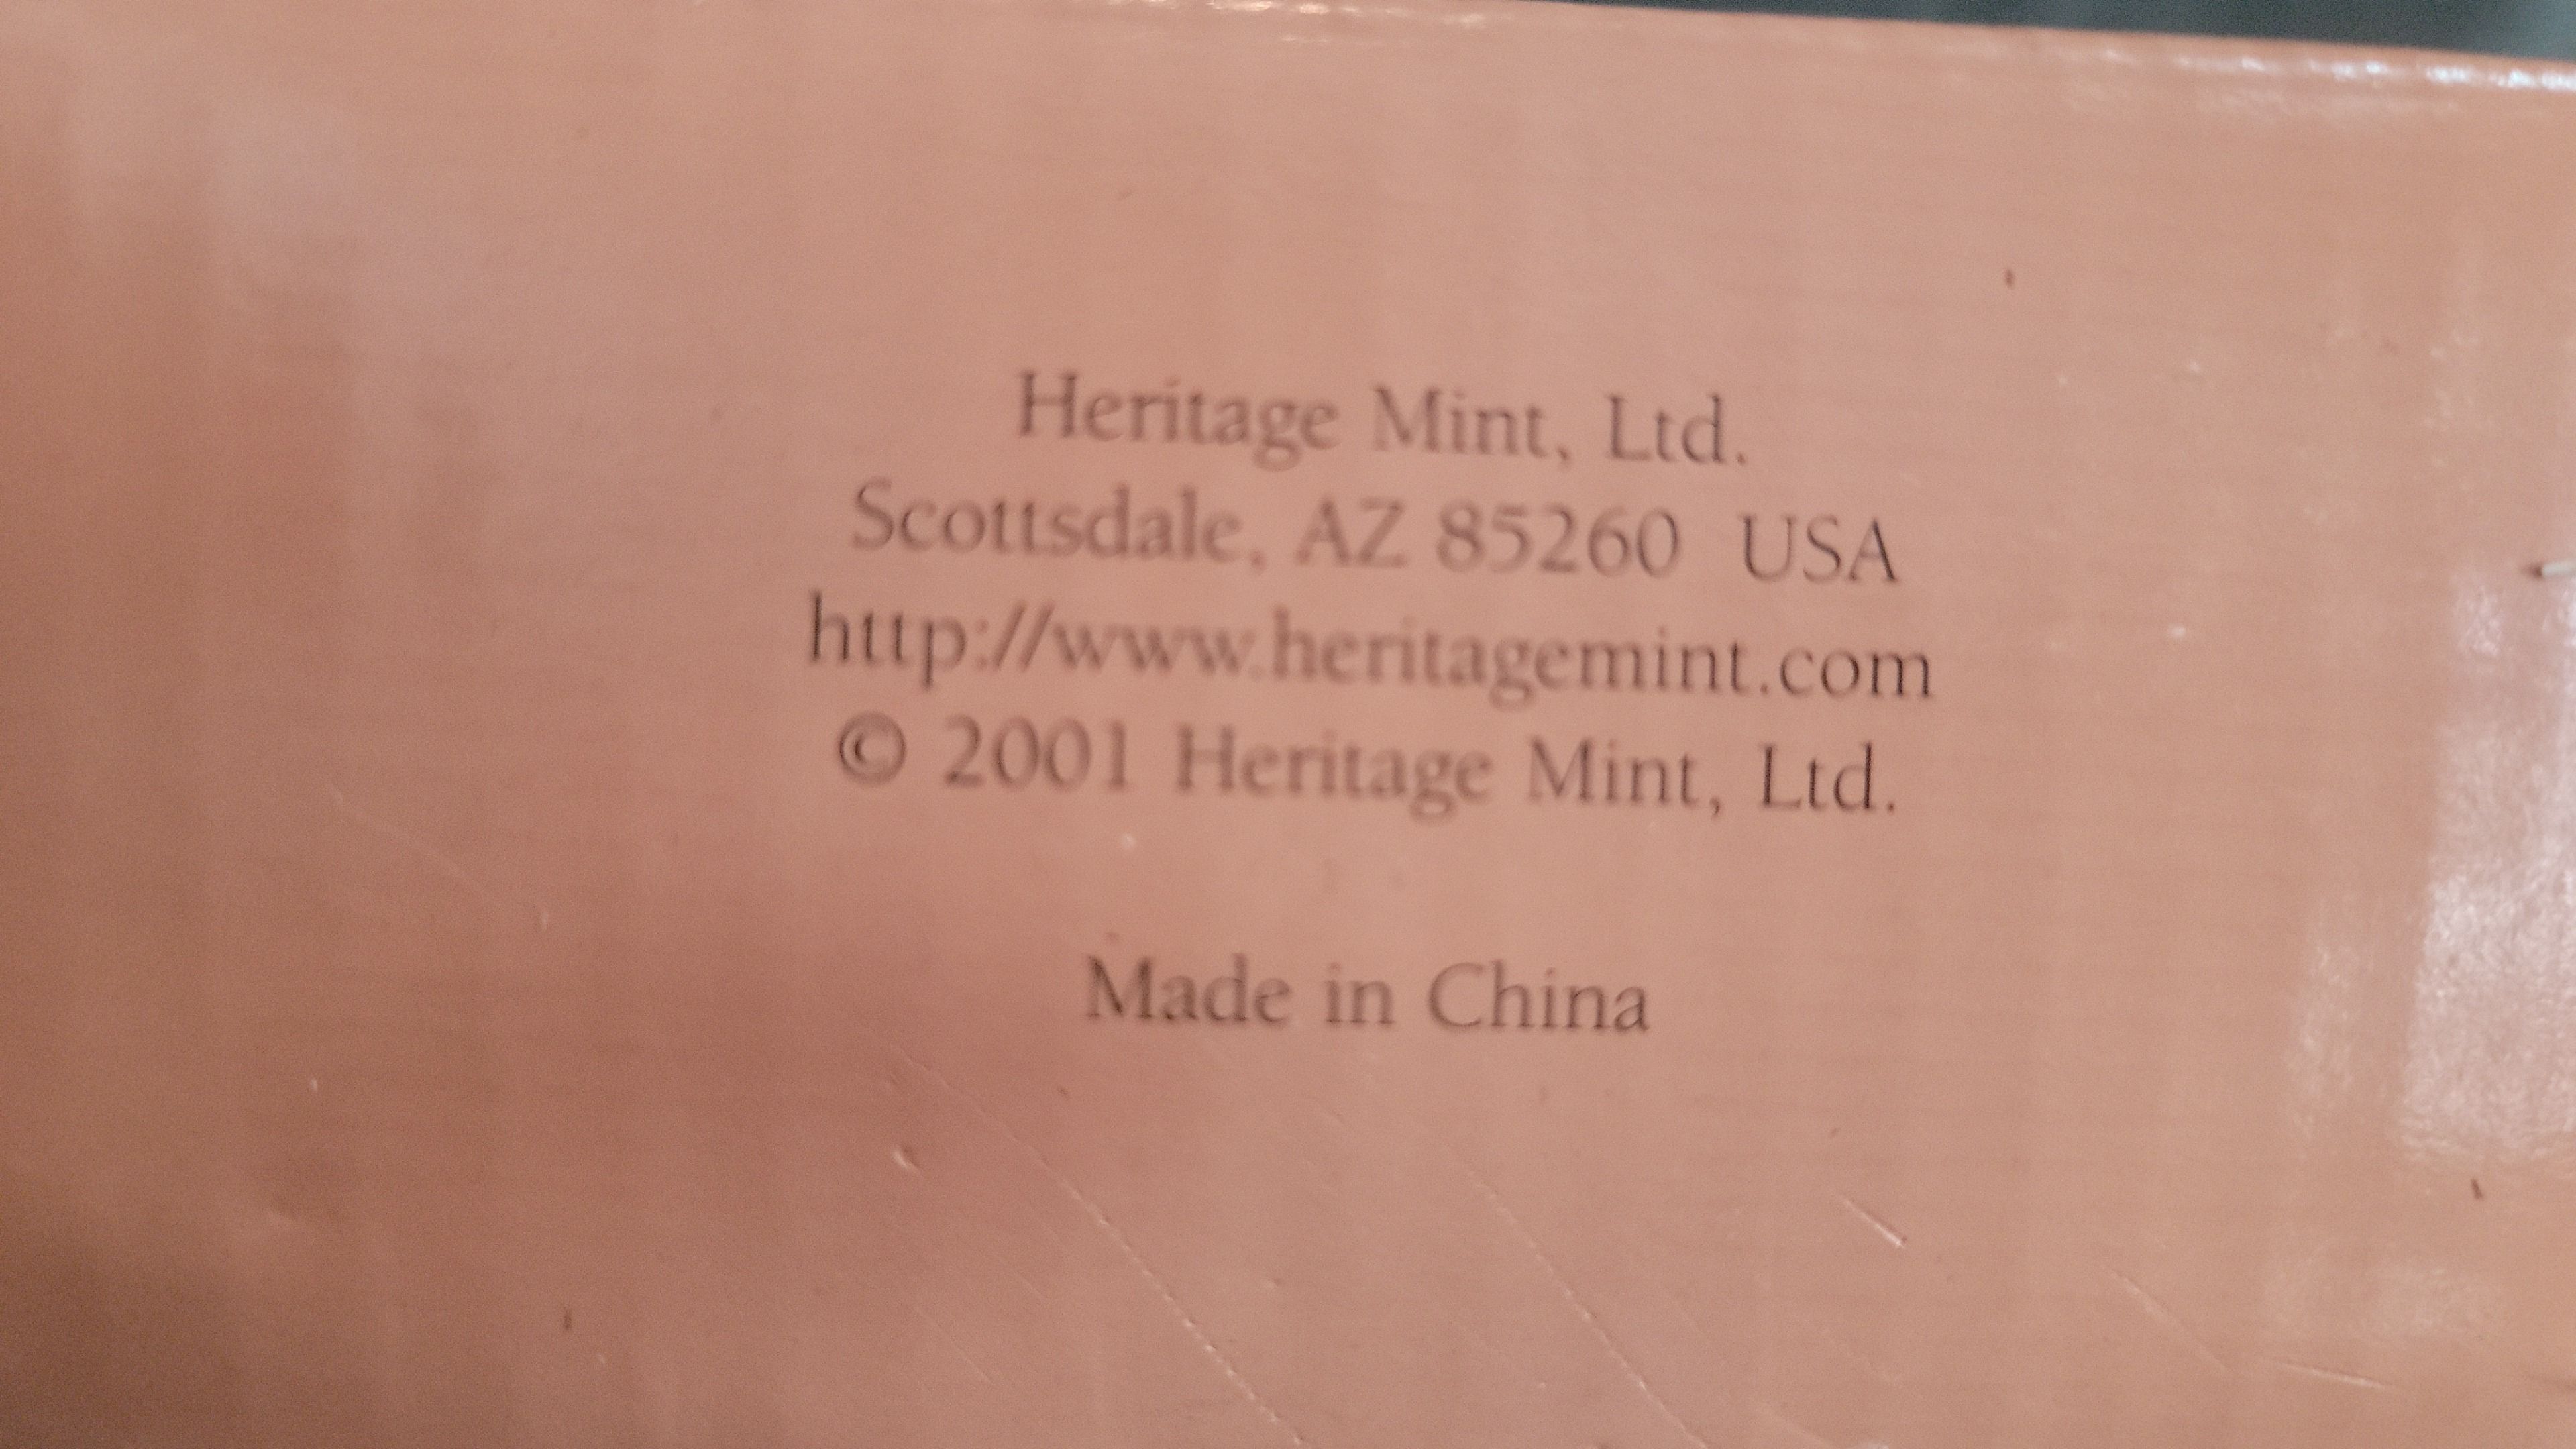 Heritage Mint, Ltd.
Scottsdale, AZ 85260 USA
http://www.heritagemint.com
© 2001 Heritage Mint, Ltd.
Made in China